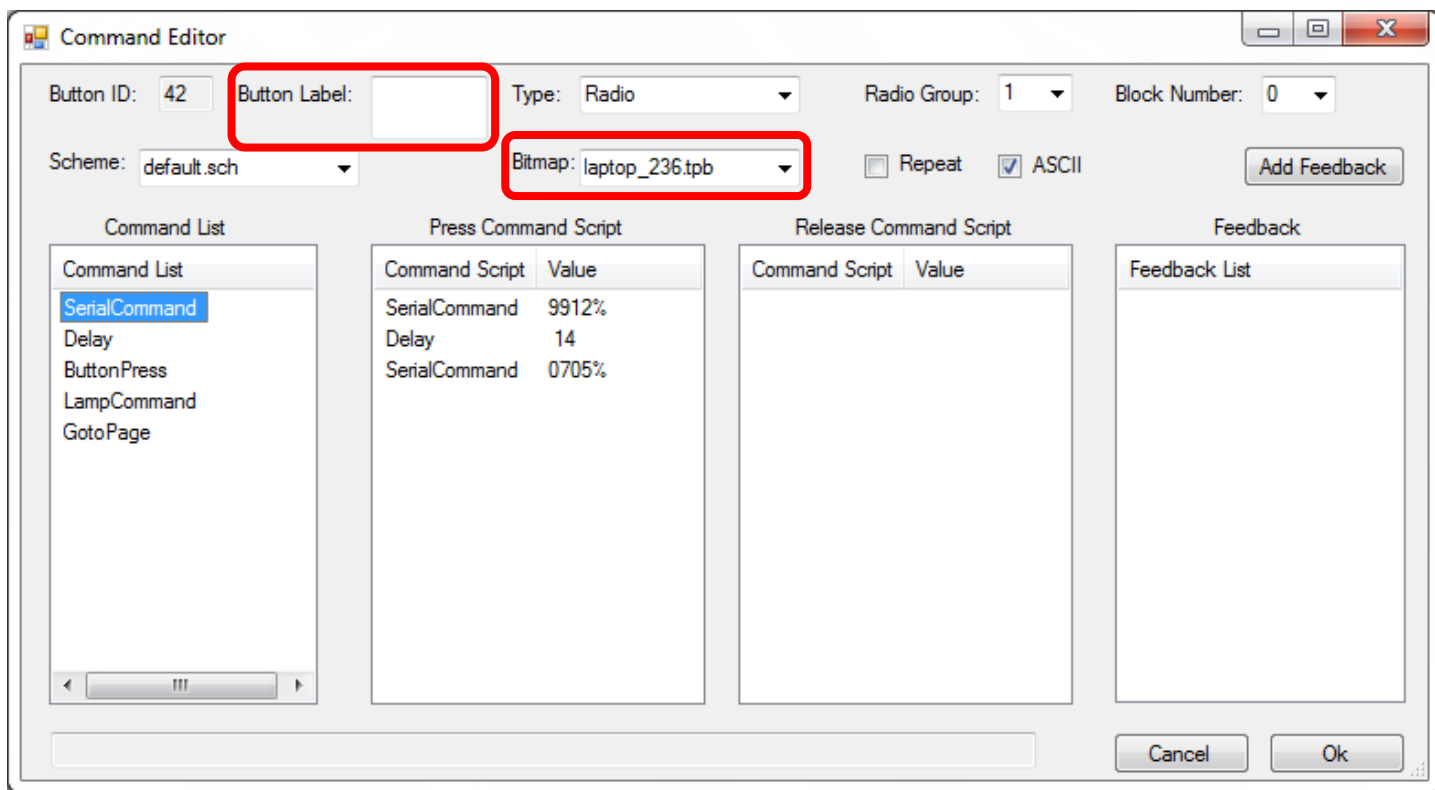 Command Editor
Button ID: 42 Button Label: Type: Radio Radio Group: 1 Block Number: 0
Scheme: default.sch Bitmap: laptop_236.tpb Repeat ASCII Add Feedback
Command List Press Command Script Release Command Script Feedback
Command List Command Script Value Command Script Value Feedback List
SerialCommand SerialCommand 9912%
Delay Delay 14
ButtonPress SerialCommand 0705%
LampCommand
GotoPage
Cancel Ok